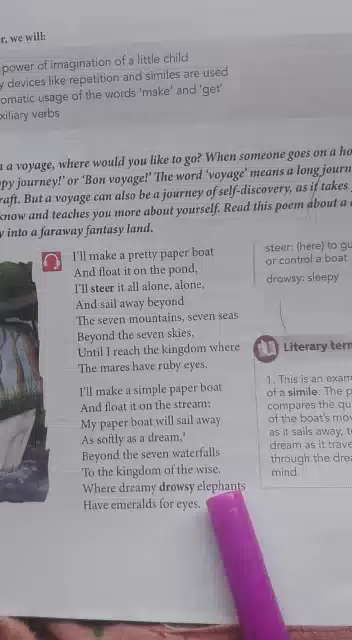 r, we will:
power of imagination of a little child
y devices like repetition and similes are used
omatic usage of the words 'make' and 'get'
xiliary verbs
a voyage, where would you like to go? When someone goes on a ho
py journey!' or 'Bon voyage!' The word 'voyage' means a long journ
raft. But a voyage can also be a journey of self-discovery, as it takes
know and teaches you more about yourself. Read this poem about a
y into a faraway fantasy land.
I'll make a pretty paper boat
And float it on the pond,
I'll steer it all alone, alone,
And sail away beyond
The seven mountains, seven seas
Beyond the seven skies,
Until I reach the kingdom where
The mares have ruby eyes.
I'll make a simple paper boat
And float it on the stream;
My paper boat will sail away
As softly as a dream,¹
Beyond the seven waterfalls
To the kingdom of the wise,
Where dreamy drowsy elephants
Have emeralds for eyes.
steer: (here) to gu
or control a boat
drowsy: sleepy
Literary term
1. This is an exam
of a simile. The p
compares the qu
of the boat's mov
as it sails away, t
dream as it trave
through the drea
mind.